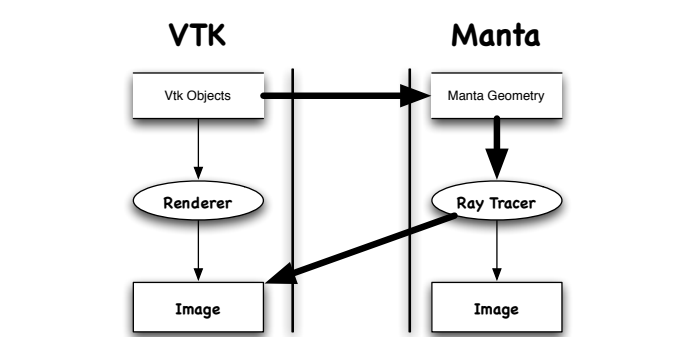 VTK
Manta
Vtk Objects
Manta Geometry
Renderer
Ray Tracer
Image
Image